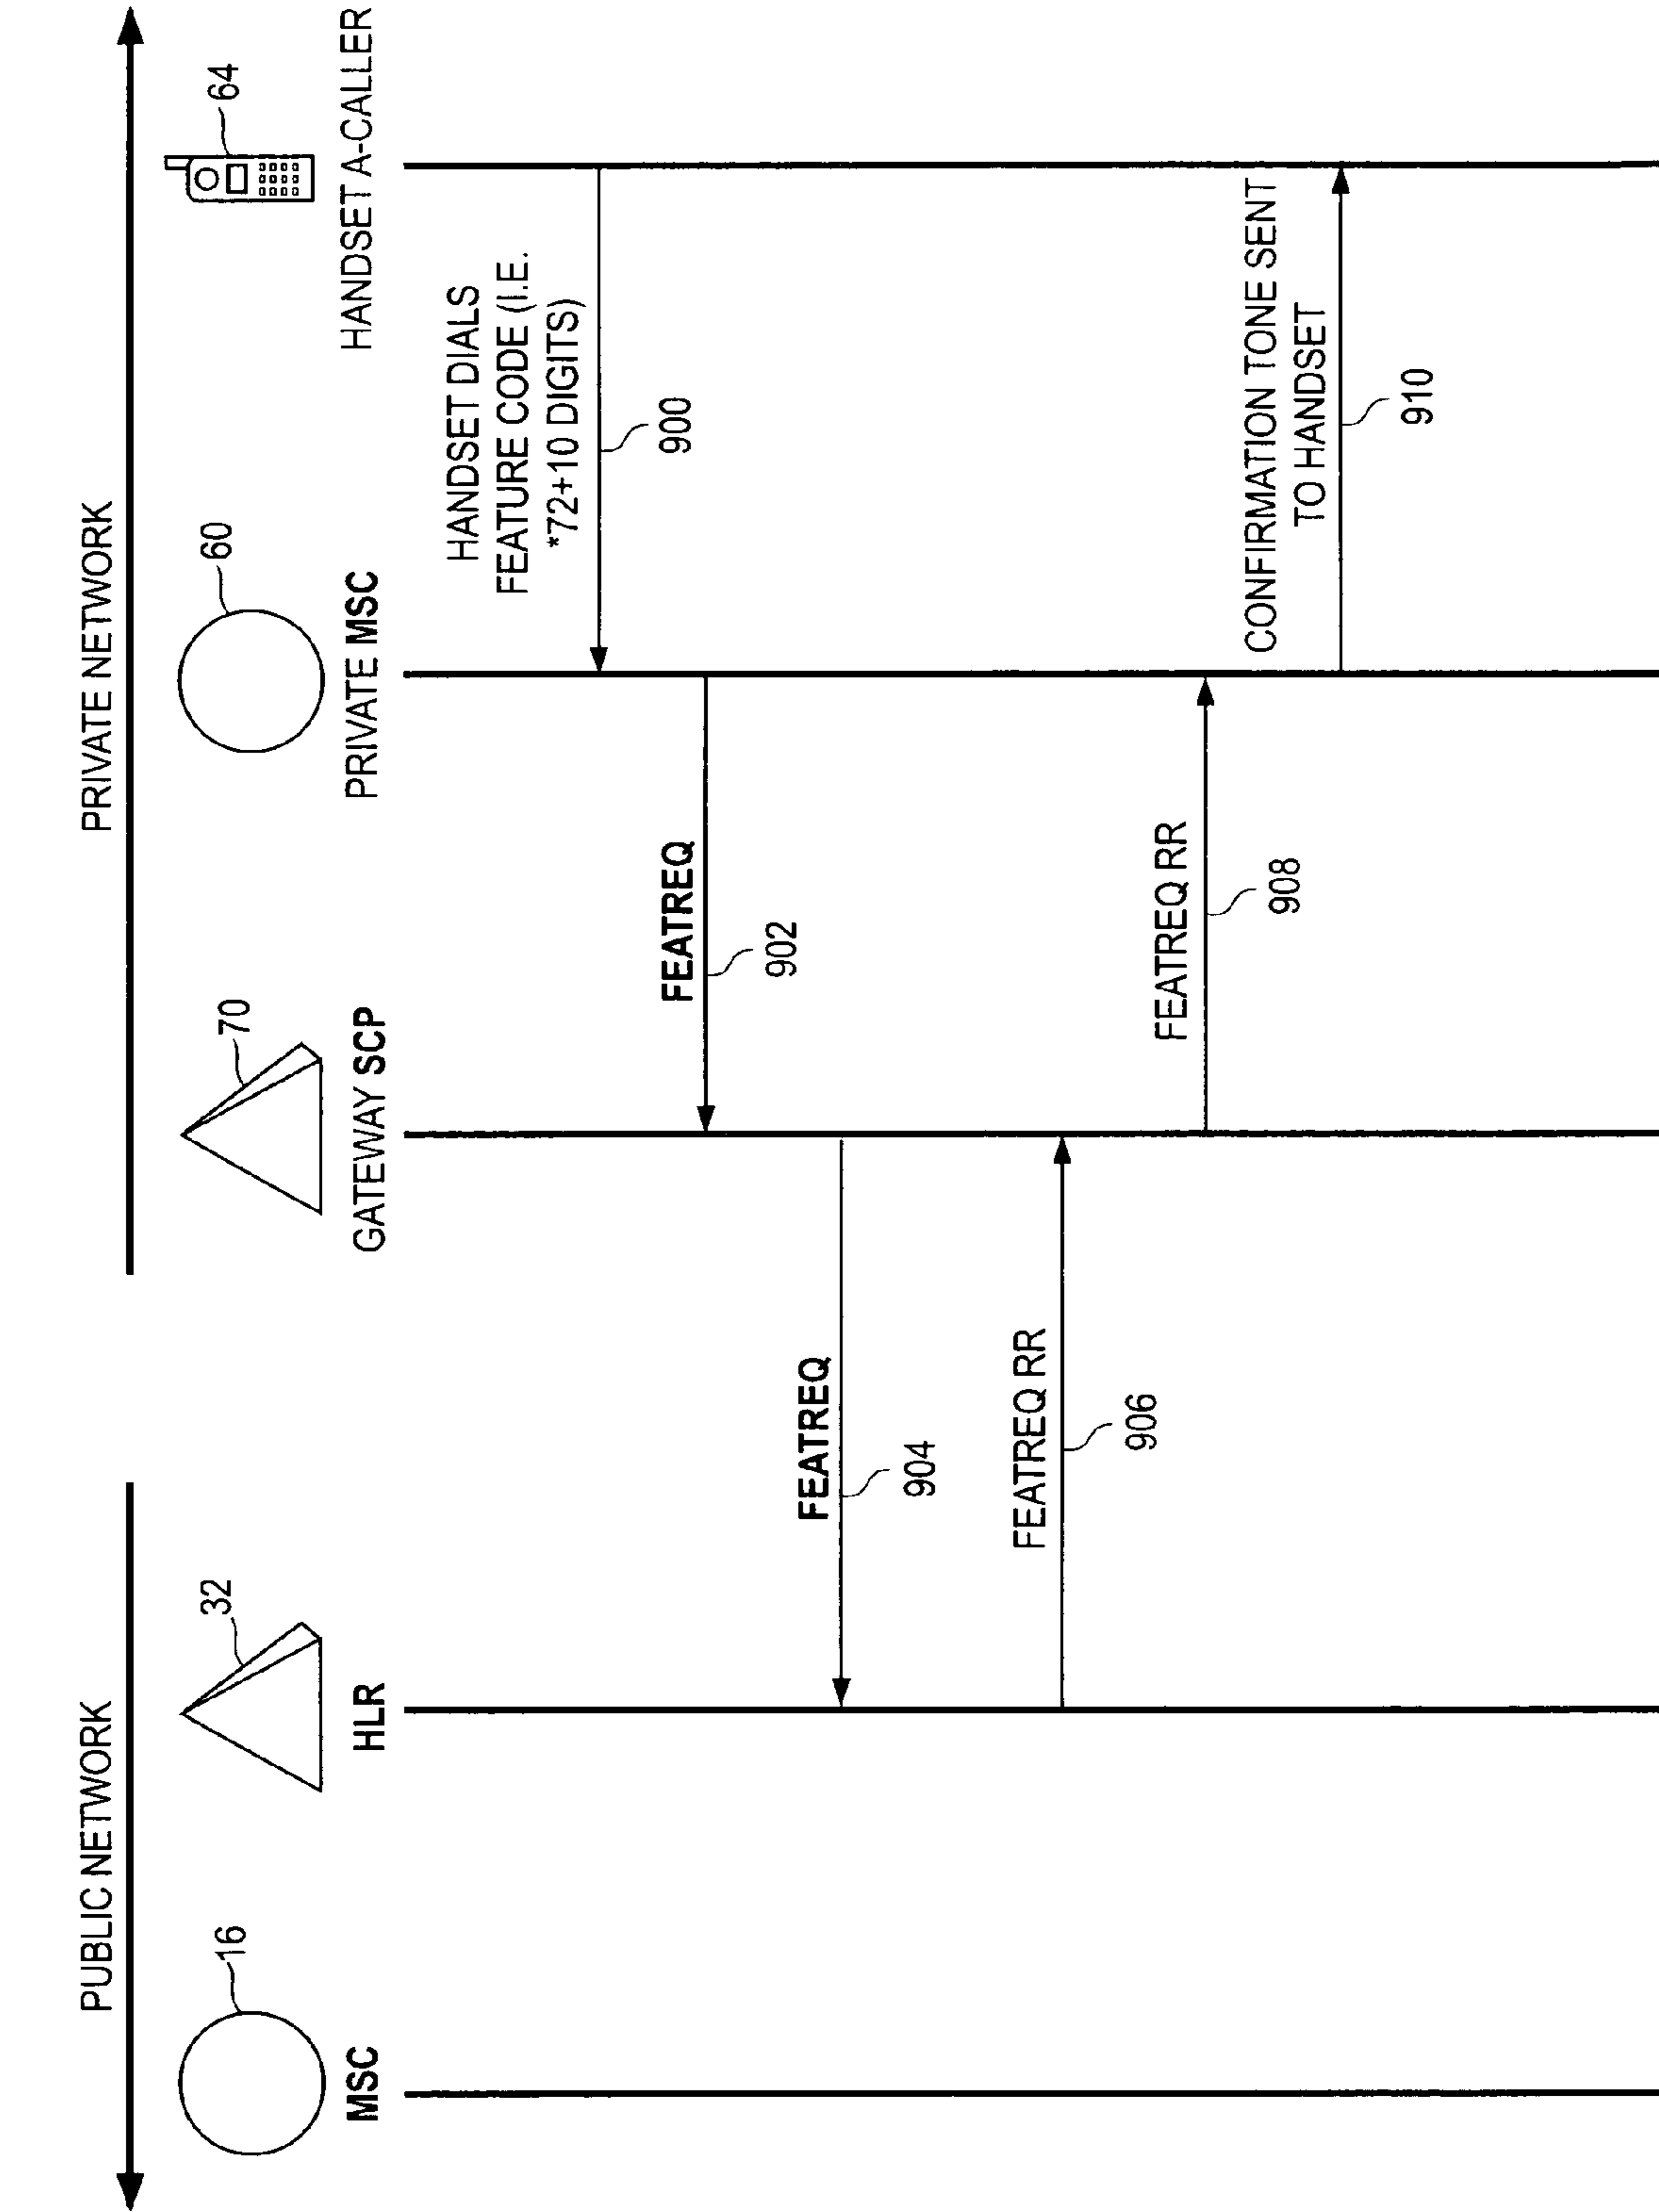 PUBLIC NETWORK
PRIVATE NETWORK
16
32
70
60
64
MSC
HLR
GATEWAY SCP
PRIVATE MSC
HANDSET A-CALLER
HANDSET DIALS
FEATURE CODE (I.E.
*72+10 DIGITS)
900
FEATREQ
902
FEATREQ
904
FEATREQ RR
906
FEATREQ RR
908
CONFIRMATION TONE SENT
TO HANDSET
910